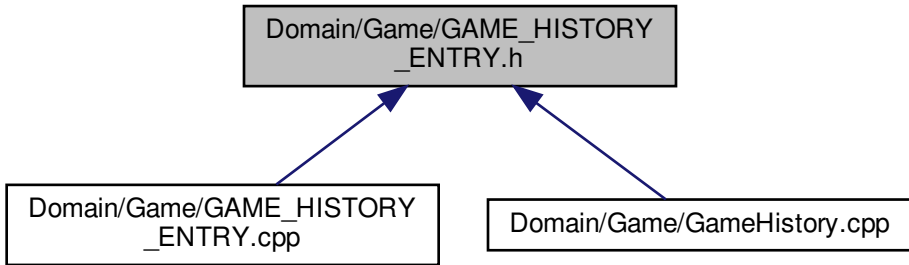 Domain/Game/GAME_HISTORY
_ENTRY.h
Domain/Game/GAME_HISTORY
_ENTRY.cpp
Domain/Game/GameHistory.cpp